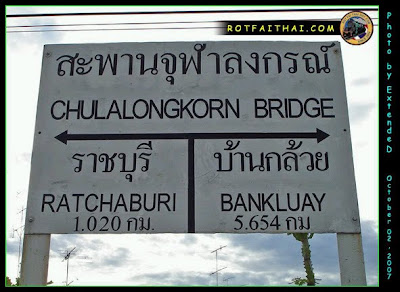 ROTFAITHAI.COM
สะพานจุฬาลงกรณ์
CHULALONGKORN BRIDGE
ราชบุรี
RATCHABURI
1.020 กม.
บ้านกล้วย
BANKLUAY
5.654 กม
Photo by ExtendeD October 02, 2007